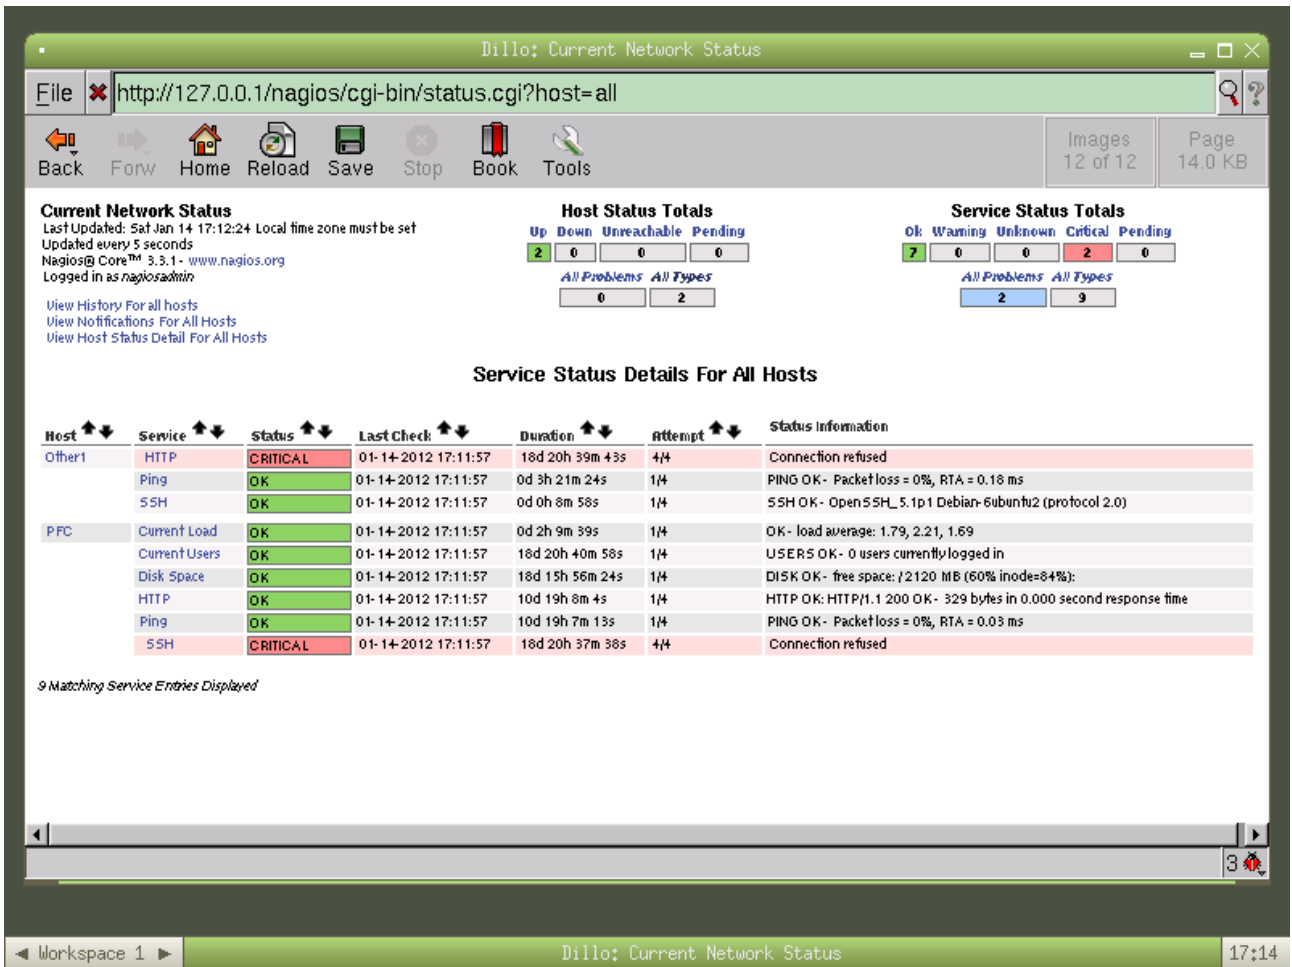 Dillo: Current Network Status
File http://127.0.0.1/nagios/cgi-bin/status.cgi?host=all
Back Forw Home Reload Save Stop Book Tools
Images
12 of 12
Page
14.0 KB
Current Network Status
Last Updated: Sat Jan 14 17:12:24 Local time zone must be set
Updated every 5 seconds
Nagios® Core™ 3.3.1 - www.nagios.org
Logged in as nagiosadmin
View History For all hosts
View Notifications For All Hosts
View Host Status Detail For All Hosts
Host Status Totals
Up Down Unreachable Pending
2 0 0 0
All Problems All Types
0 2
Service Status Totals
Ok Warning Unknown Critical Pending
7 0 0 2 0
All Problems All Types
2 9
Service Status Details For All Hosts
Host Service Status Last Check Duration Attempt Status Information
Other1 HTTP CRITICAL 01-14-2012 17:11:57 18d 20h 39m 43s 4/4 Connection refused
Ping OK 01-14-2012 17:11:57 0d 3h 21m 24s 1/4 PING OK - Packet loss = 0%, RTA = 0.18 ms
SSH OK 01-14-2012 17:11:57 0d 0h 8m 58s 1/4 SSH OK - OpenSSH_5.1p1 Debian-6ubuntu2 (protocol 2.0)
PFC Current Load OK 01-14-2012 17:11:57 0d 2h 9m 39s 1/4 OK - load average: 1.79, 2.21, 1.69
Current Users OK 01-14-2012 17:11:57 18d 20h 40m 58s 1/4 USERS OK - 0 users currently logged in
Disk Space OK 01-14-2012 17:11:57 18d 15h 56m 24s 1/4 DISK OK - free space: / 2120 MB (60% inode=84%):
HTTP OK 01-14-2012 17:11:57 10d 19h 8m 4s 1/4 HTTP OK: HTTP/1.1 200 OK - 329 bytes in 0.000 second response time
Ping OK 01-14-2012 17:11:57 10d 19h 7m 13s 1/4 PING OK - Packet loss = 0%, RTA = 0.03 ms
SSH CRITICAL 01-14-2012 17:11:57 18d 20h 37m 38s 4/4 Connection refused
9 Matching Service Entries Displayed
3
Workspace 1
Dillo: Current Network Status
17:14